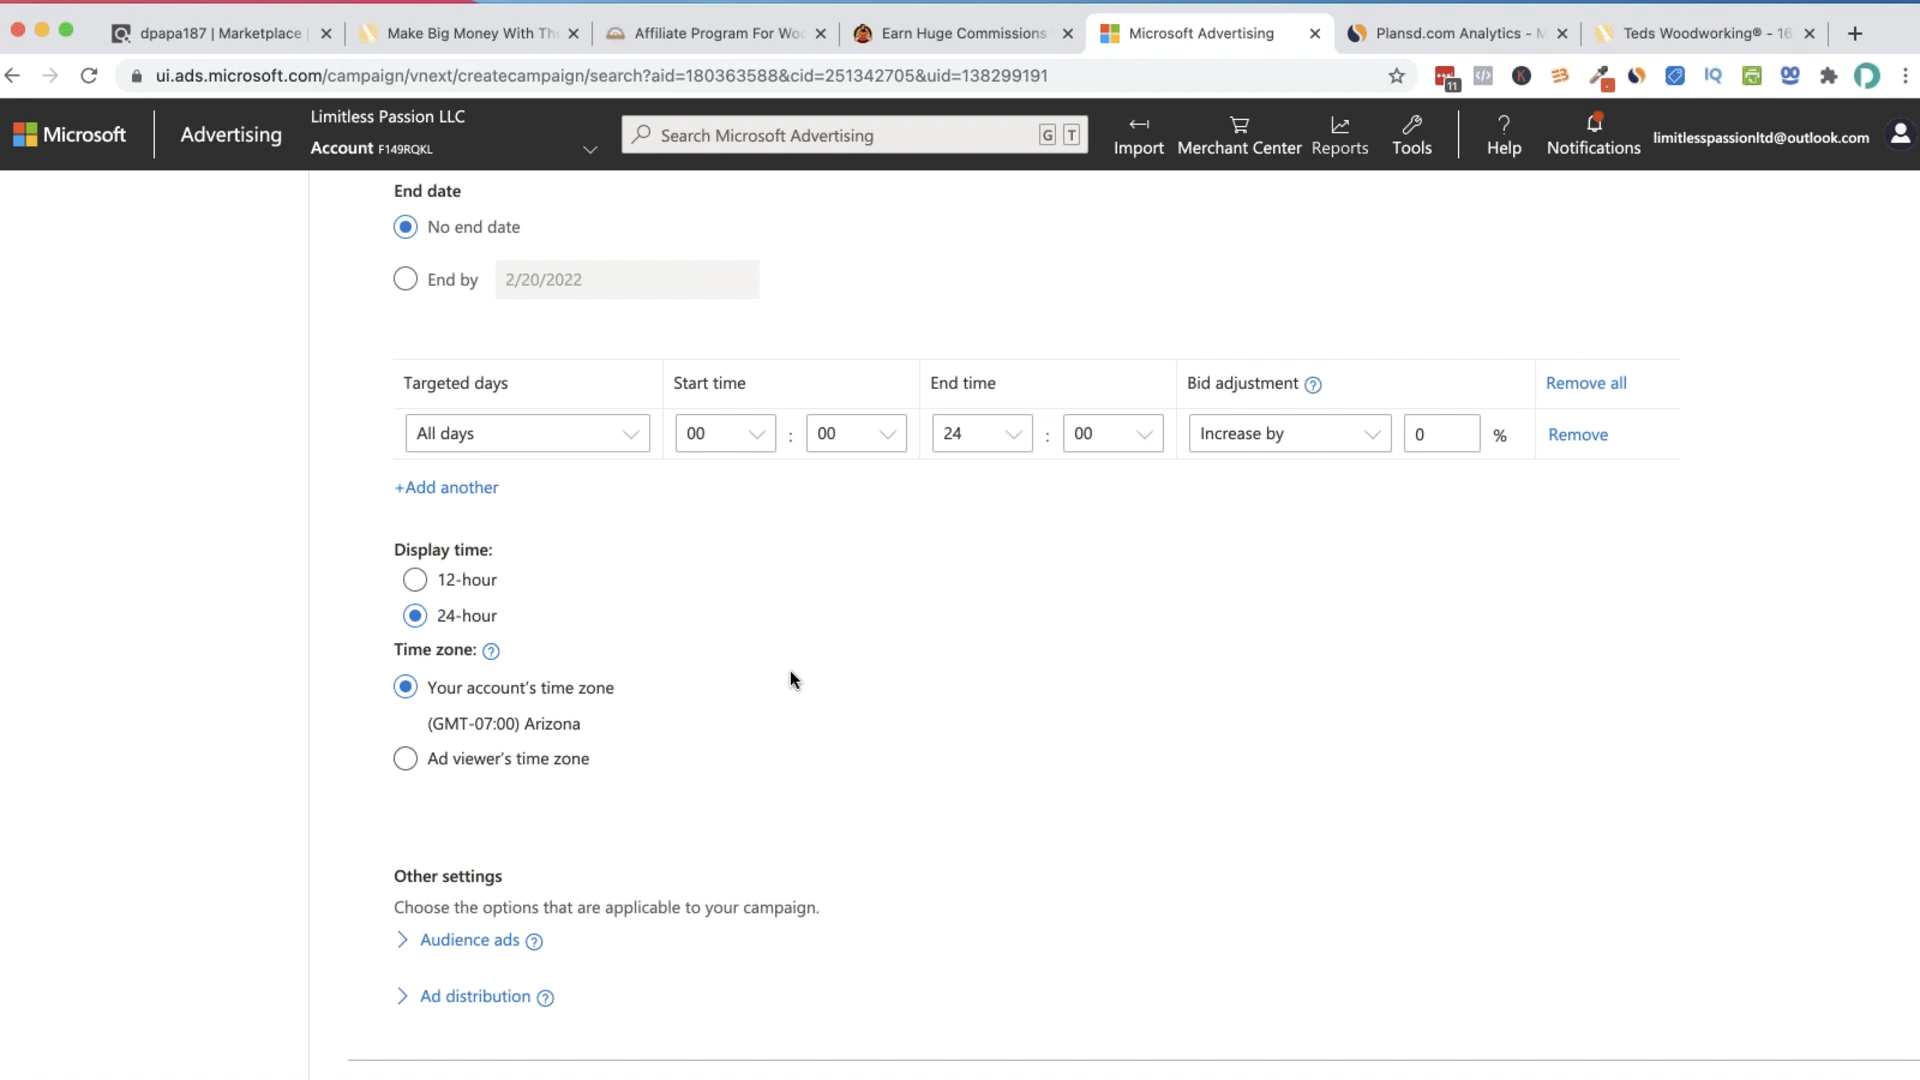 dpapa187 | Marketplace
Make Big Money With Th
Affiliate Program For Woo
Earn Huge Commissions
Microsoft Advertising
Plansd.com Analytics - M
Teds Woodworking® - 16
ui.ads.microsoft.com/campaign/vnext/createcampaign/search?aid=180363588&cid=251342705&uid=138299191
11
IQ
Microsoft
Advertising
Limitless Passion LLC
Account F149RQKL
Search Microsoft Advertising
G T
Import
Merchant Center
Reports
Tools
Help
Notifications
limitlesspassionltd@outlook.com
End date
No end date
End by 2/20/2022
Targeted days Start time End time Bid adjustment ? Remove all
All days 00 : 00 24 : 00 Increase by 0 % Remove
+Add another
Display time:
12-hour
24-hour
Time zone: ?
Your account's time zone
(GMT-07:00) Arizona
Ad viewer's time zone
Other settings
Choose the options that are applicable to your campaign.
Audience ads ?
Ad distribution ?